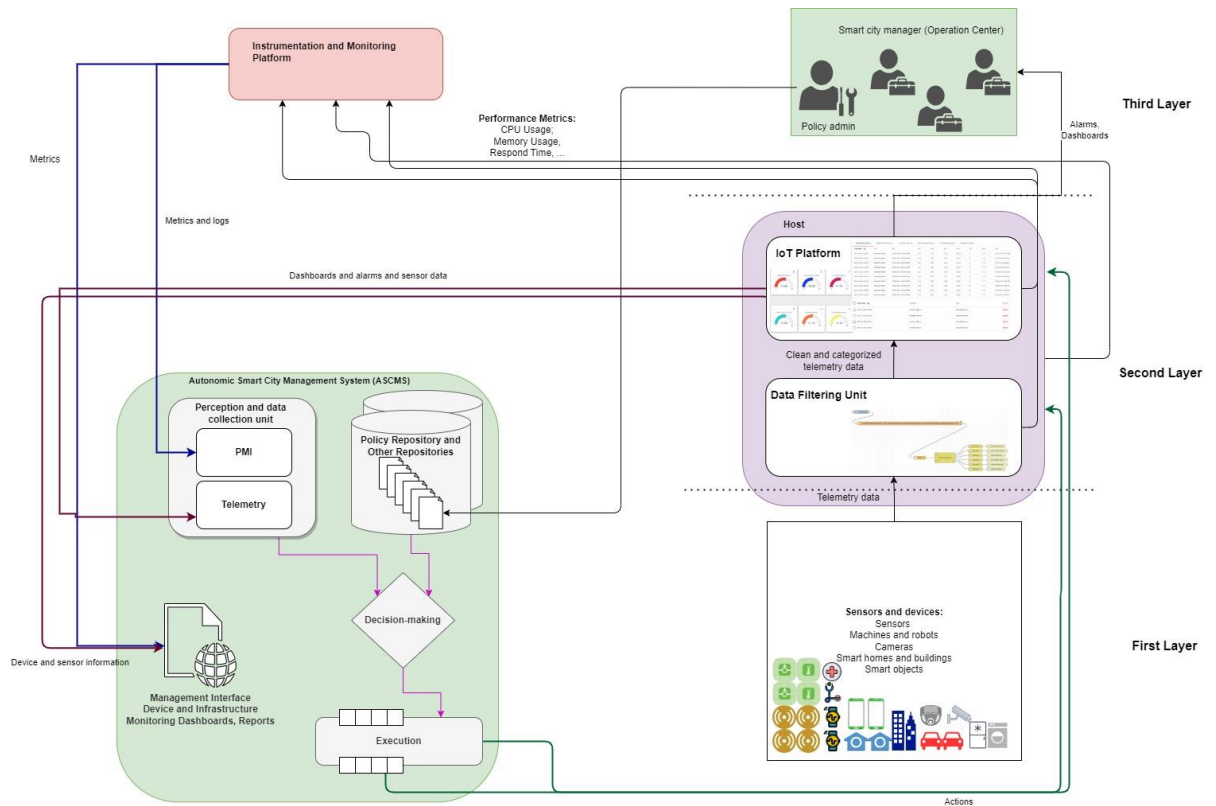 Smart city manager (Operation Center)
Instrumentation and Monitoring
Platform
Policy admin
Third Layer
Performance Metrics:
CPU Usage;
Memory Usage,
Respond Time, ...
Alarms,
Dashboards
Metrics
Metrics and logs
Host
IoT Platform
Dashboards and alarms and sensor data
Clean and categorized
telemetry data
Second Layer
Autonomic Smart City Management System (ASCMS)
Data Filtering Unit
Perception and data
collection unit
PMI
Telemetry
Policy Repository and
Other Repositories
Telemetry data
Decision-making
Sensors and devices:
Sensors
Machines and robots
Cameras
Smart homes and buildings
Smart objects
First Layer
Device and sensor information
Management Interface
Device and Infrastructure
Monitoring Dashboards, Reports
Execution
Actions